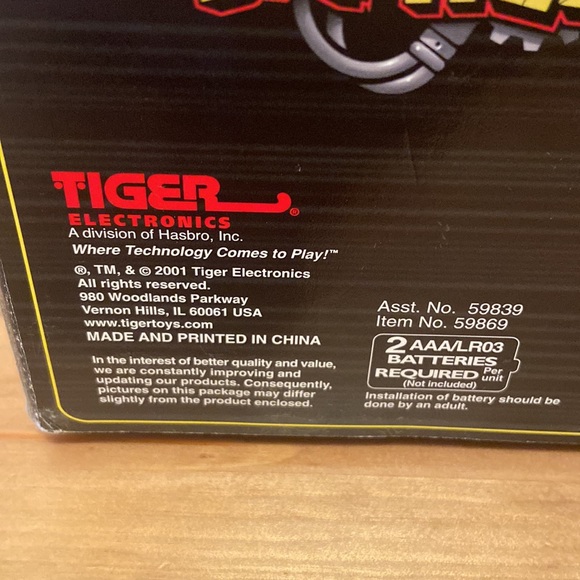 TIGER®
ELECTRONICS
A division of Hasbro, Inc.
Where Technology Comes to Play!™
®, TM, & © 2001 Tiger Electronics
All rights reserved.
980 Woodlands Parkway
Vernon Hills, IL 60061 USA
www.tigertoys.com
MADE AND PRINTED IN CHINA
In the interest of better quality and value,
we are constantly improving and
updating our products. Consequently,
pictures on this package may differ
slightly from the product enclosed.
Asst. No. 59839
Item No. 59869
2 AAA/LR03
BATTERIES
REQUIRED Per unit
(Not included)
Installation of battery should be
done by an adult.